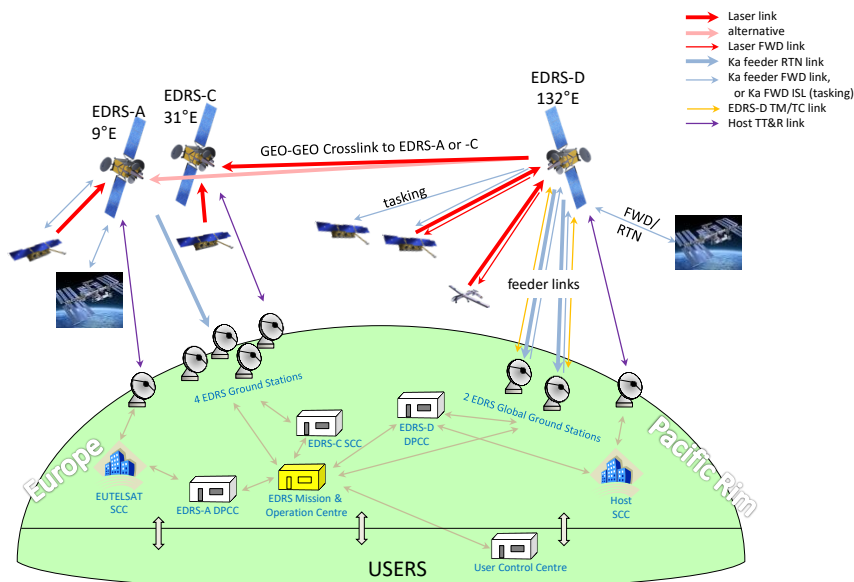 Laser link
alternative
Laser FWD link
Ka feeder RTN link
Ka feeder FWD link,
or Ka FWD ISL (tasking)
EDRS-D TM/TC link
Host TT&R link
EDRS-A
9°E
EDRS-C
31°E
EDRS-D
132°E
GEO-GEO Crosslink to EDRS-A or -C
tasking
FWD/
RTN
feeder links
4 EDRS Ground Stations
2 EDRS Global Ground Stations
EDRS-C SCC
EDRS-D
DPCC
Europe
Pacific Rim
EUTELSAT
SCC
EDRS-A DPCC
EDRS Mission &
Operation Centre
Host
SCC
User Control Centre
USERS